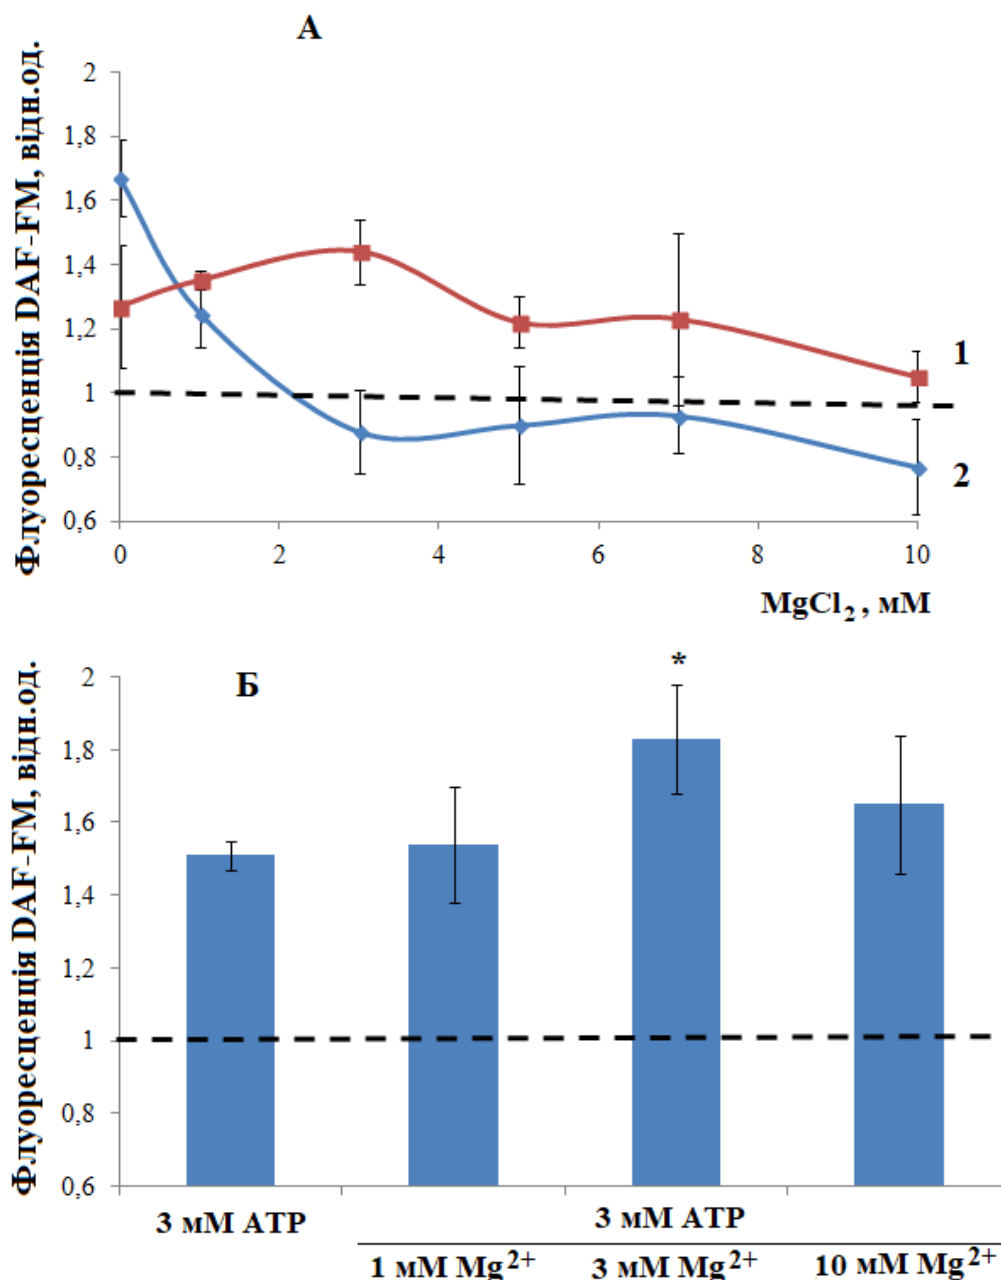 А
Флуоресценція DAF-FM, відн.од.
2
1,8
1,6
1,4
1,2
1
0,8
0,6
0 2 4 6 8 10
1
2
MgCl₂, мМ
Б
Флуоресценція DAF-FM, відн.од.
*
2
1,8
1,6
1,4
1,2
1
0,8
0,6
3 мМ АТР 3 мМ АТР
1 мМ Mg²⁺ 3 мМ Mg²⁺ 10 мМ Mg²⁺